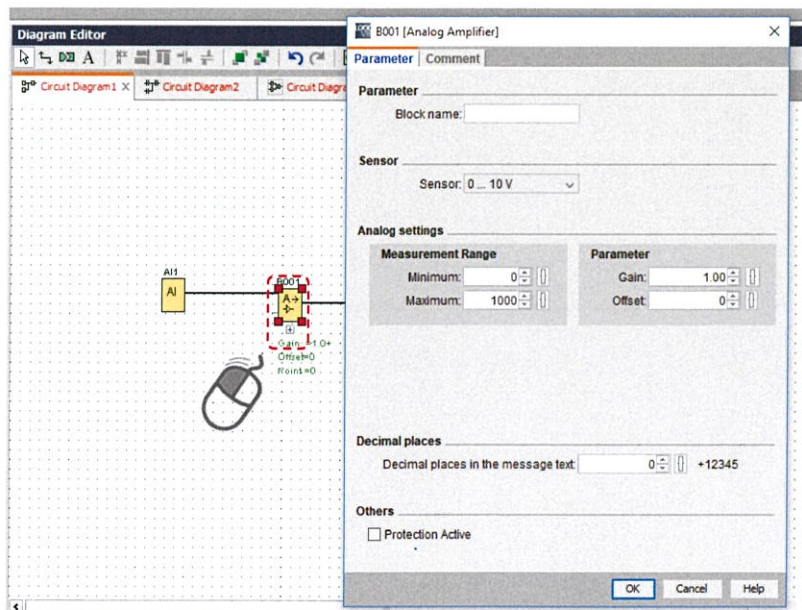 Diagram Editor
A
Circuit Diagram1
Circuit Diagram2
Circuit Diagra
AI1
AI
B001
A→
Gain =1.0+
Offset=0
Point=0
B001 [Analog Amplifier]
Parameter
Comment
Parameter
Block name:
Sensor
Sensor: 0 ... 10 V
Analog settings
Measurement Range
Parameter
Minimum: 0
Gain: 1.00
Maximum: 1000
Offset: 0
Decimal places
Decimal places in the message text: 0 +12345
Others
Protection Active
OK Cancel Help